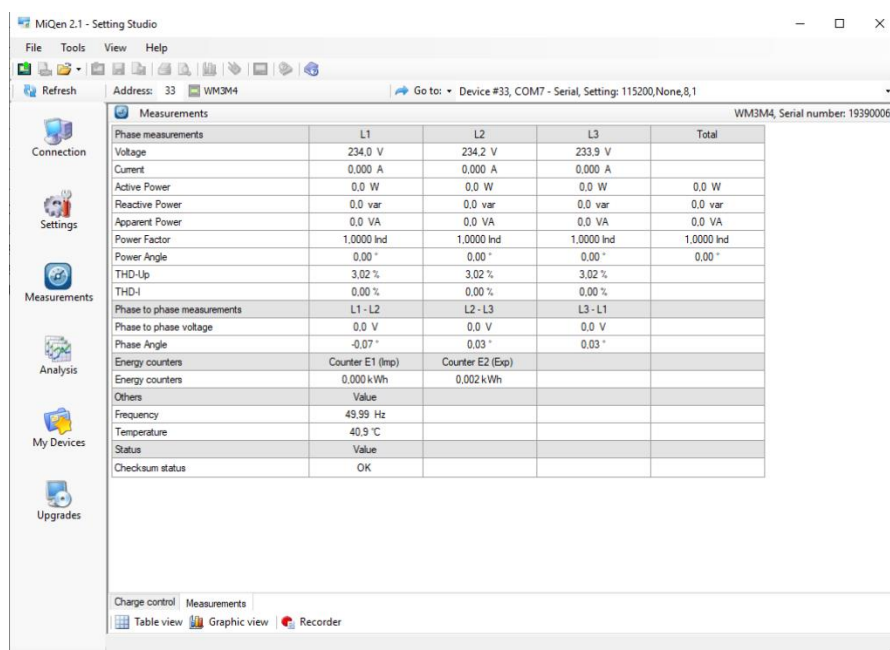 MiQen 2.1 - Setting Studio
File Tools View Help
Refresh Address: 33 WM3M4 Go to: Device #33, COM7 - Serial, Setting: 115200,None,8,1
Measurements WM3M4, Serial number: 19390006
Phase measurements L1 L2 L3 Total
Voltage 234,0 V 234,2 V 233,9 V
Current 0,000 A 0,000 A 0,000 A
Active Power 0,0 W 0,0 W 0,0 W 0,0 W
Reactive Power 0,0 var 0,0 var 0,0 var 0,0 var
Apparent Power 0,0 VA 0,0 VA 0,0 VA 0,0 VA
Power Factor 1,0000 Ind 1,0000 Ind 1,0000 Ind 1,0000 Ind
Power Angle 0,00 ° 0,00 ° 0,00 ° 0,00 °
THD-Up 3,02 % 3,02 % 3,02 %
THD-I 0,00 % 0,00 % 0,00 %
Phase to phase measurements L1 - L2 L2 - L3 L3 - L1
Phase to phase voltage 0,0 V 0,0 V 0,0 V
Phase Angle -0,07 ° 0,03 ° 0,03 °
Energy counters Counter E1 (Imp) Counter E2 (Exp)
Energy counters 0,000 kWh 0,002 kWh
Others Value
Frequency 49,99 Hz
Temperature 40,9 °C
Status Value
Checksum status OK
Connection
Settings
Measurements
Analysis
My Devices
Upgrades
Charge control Measurements
Table view Graphic view Recorder